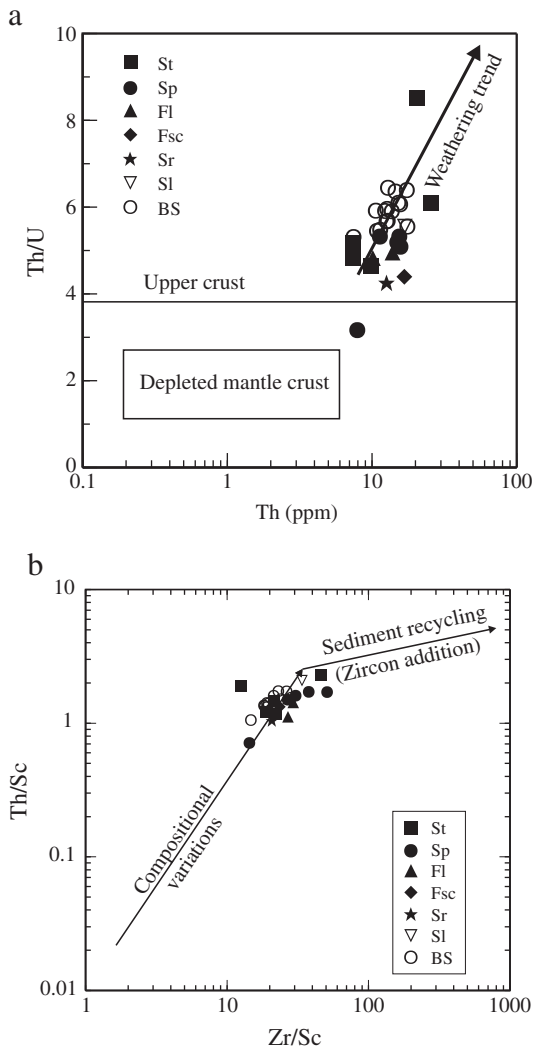 a
10
8
6
4
2
0
Th/U
St
Sp
Fl
Fsc
Sr
Sl
BS
Weathering trend
Upper crust
Depleted mantle crust
0.1
1
10
100
Th (ppm)
b
10
1
0.1
0.01
Th/Sc
Sediment recycling
(Zircon addition)
Compositional
variations
St
Sp
Fl
Fsc
Sr
Sl
BS
1
10
100
1000
Zr/Sc